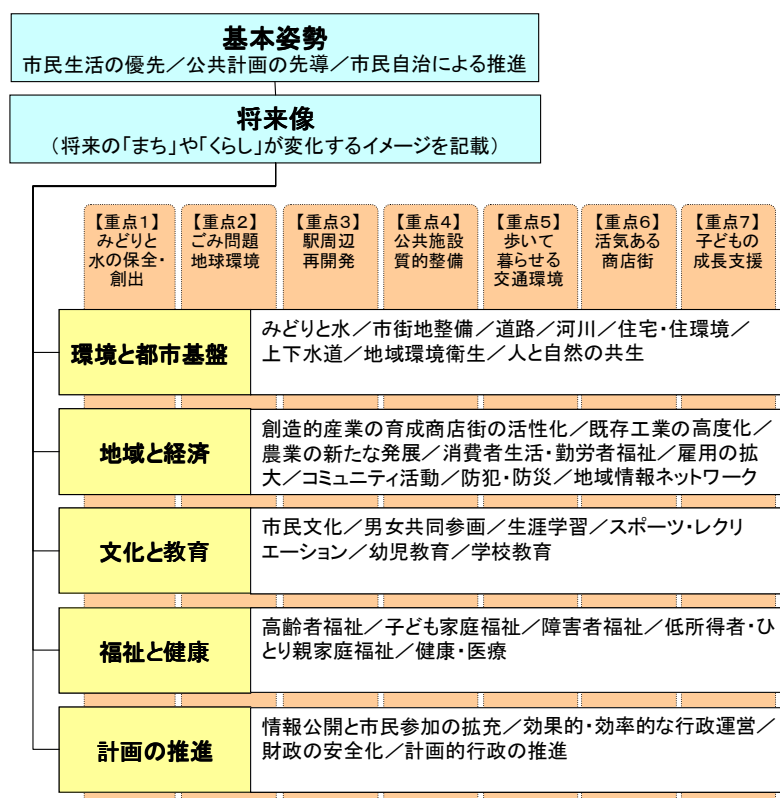 基本姿勢
市民生活の優先／公共計画の先導／市民自治による推進
将来像
（将来の「まち」や「くらし」が変化するイメージを記載）
【重点1】
みどりと
水の保全・
創出
【重点2】
ごみ問題
地球環境
【重点3】
駅周辺
再開発
【重点4】
公共施設
質的整備
【重点5】
歩いて
暮らせる
交通環境
【重点6】
活気ある
商店街
【重点7】
子どもの
成長支援
環境と都市基盤
みどりと水／市街地整備／道路／河川／住宅・住環境／
上下水道／地域環境衛生／人と自然の共生
地域と経済
創造的産業の育成商店街の活性化／既存工業の高度化／
農業の新たな発展／消費者生活・勤労者福祉／雇用の拡
大／コミュニティ活動／防犯・防災／地域情報ネットワーク
文化と教育
市民文化／男女共同参画／生涯学習／スポーツ・レクリ
エーション／幼児教育／学校教育
福祉と健康
高齢者福祉／子ども家庭福祉／障害者福祉／低所得者・ひ
とり親家庭福祉／健康・医療
計画の推進
情報公開と市民参加の拡充／効果的・効率的な行政運営／
財政の安全化／計画的行政の推進